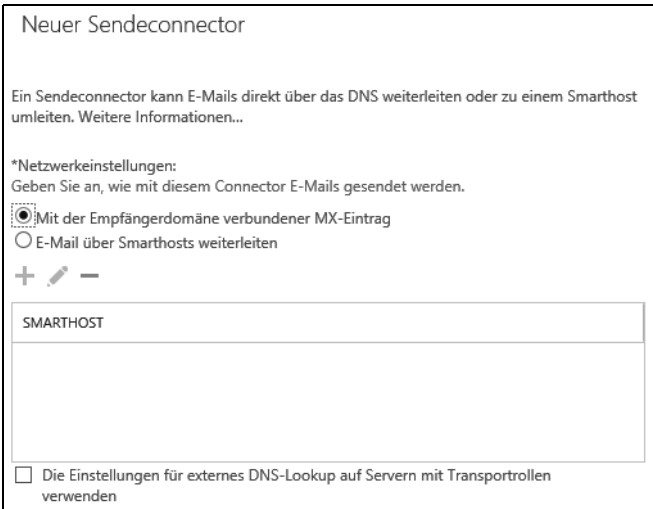 Neuer Sendeconnector
Ein Sendeconnector kann E-Mails direkt über das DNS weiterleiten oder zu einem Smarthost
umleiten. Weitere Informationen...
*Netzwerkeinstellungen:
Geben Sie an, wie mit diesem Connector E-Mails gesendet werden.
Mit der Empfängerdomäne verbundener MX-Eintrag
E-Mail über Smarthosts weiterleiten
SMARTHOST
Die Einstellungen für externes DNS-Lookup auf Servern mit Transportrollen
verwenden